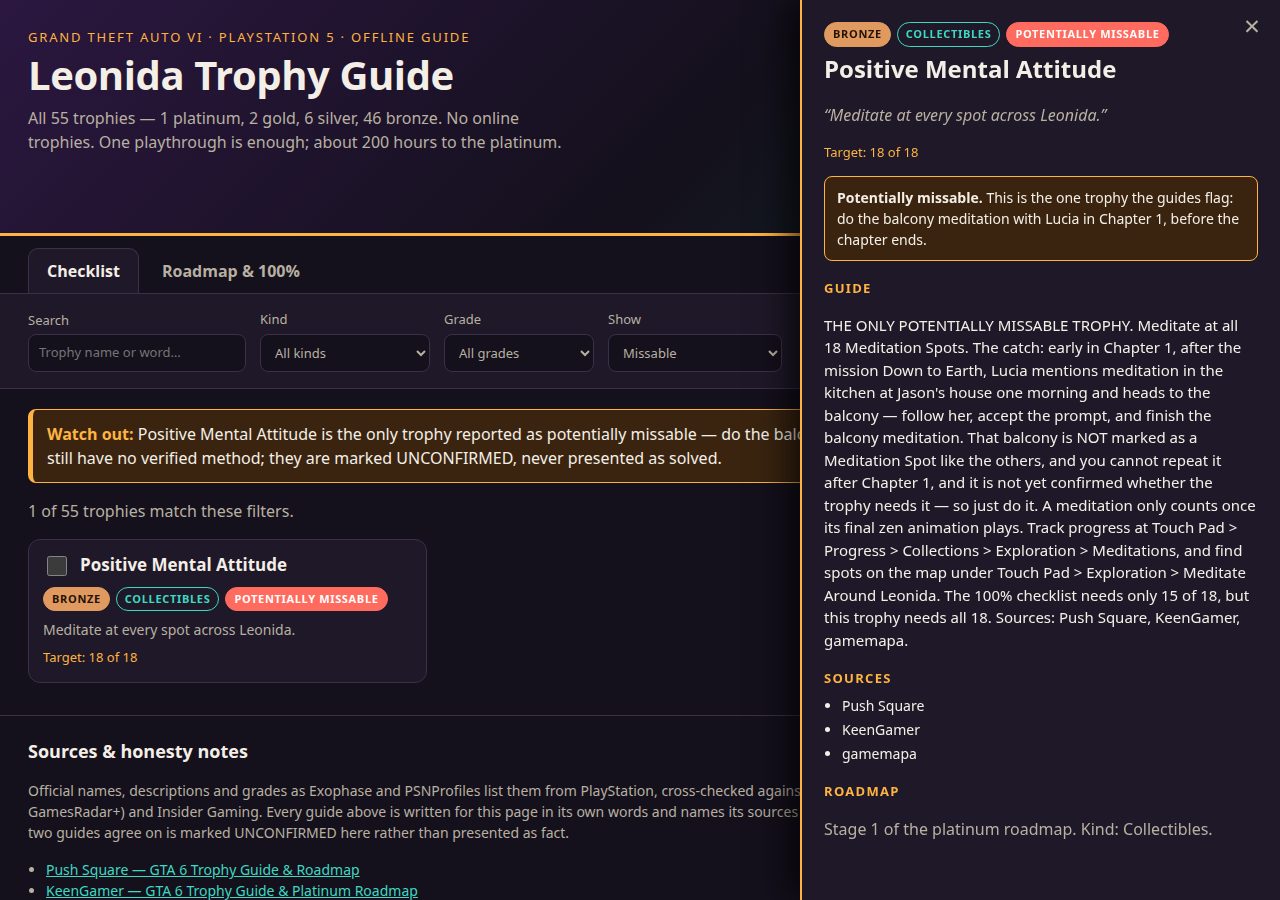 GRAND THEFT AUTO VI · PLAYSTATION 5 · OFFLINE GUIDE
Leonida Trophy Guide
All 55 trophies — 1 platinum, 2 gold, 6 silver, 46 bronze. No online
trophies. One playthrough is enough; about 200 hours to the platinum.
Checklist
Roadmap & 100%
Search
Kind
Grade
Show
Trophy name or word...
All kinds
All grades
Missable
Watch out: Positive Mental Attitude is the only trophy reported as potentially missable — do the balc
still have no verified method; they are marked UNCONFIRMED, never presented as solved.
1 of 55 trophies match these filters.
Positive Mental Attitude
BRONZE
COLLECTIBLES
POTENTIALLY MISSABLE
Meditate at every spot across Leonida.
Target: 18 of 18
Sources & honesty notes
Official names, descriptions and grades as Exophase and PSNProfiles list them from PlayStation, cross-checked agains
GamesRadar+) and Insider Gaming. Every guide above is written for this page in its own words and names its sources
two guides agree on is marked UNCONFIRMED here rather than presented as fact.
• Push Square — GTA 6 Trophy Guide & Roadmap
• KeenGamer — GTA 6 Trophy Guide & Platinum Roadmap
BRONZE
COLLECTIBLES
POTENTIALLY MISSABLE
✕
Positive Mental Attitude
“Meditate at every spot across Leonida.”
Target: 18 of 18
Potentially missable. This is the one trophy the guides flag:
do the balcony meditation with Lucia in Chapter 1, before the
chapter ends.
GUIDE
THE ONLY POTENTIALLY MISSABLE TROPHY. Meditate at all
18 Meditation Spots. The catch: early in Chapter 1, after the
mission Down to Earth, Lucia mentions meditation in the
kitchen at Jason's house one morning and heads to the
balcony — follow her, accept the prompt, and finish the
balcony meditation. That balcony is NOT marked as a
Meditation Spot like the others, and you cannot repeat it
after Chapter 1, and it is not yet confirmed whether the
trophy needs it — so just do it. A meditation only counts once
its final zen animation plays. Track progress at Touch Pad >
Progress > Collections > Exploration > Meditations, and find
spots on the map under Touch Pad > Exploration > Meditate
Around Leonida. The 100% checklist needs only 15 of 18, but
this trophy needs all 18. Sources: Push Square, KeenGamer,
gamemapa.
SOURCES
• Push Square
• KeenGamer
• gamemapa
ROADMAP
Stage 1 of the platinum roadmap. Kind: Collectibles.